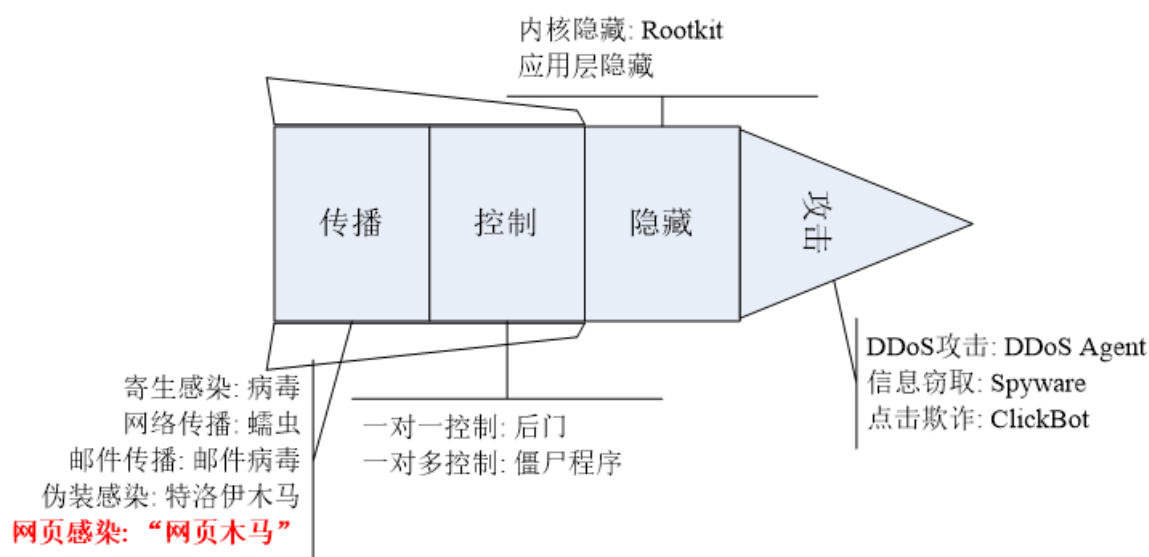 内核隐藏: Rootkit
应用层隐藏
传播
控制
隐藏
攻击
寄生感染: 病毒
网络传播: 蠕虫
邮件传播: 邮件病毒
伪装感染: 特洛伊木马
网页感染: “网页木马”
一对一控制: 后门
一对多控制: 僵尸程序
DDoS攻击: DDoS Agent
信息窃取: Spyware
点击欺诈: ClickBot